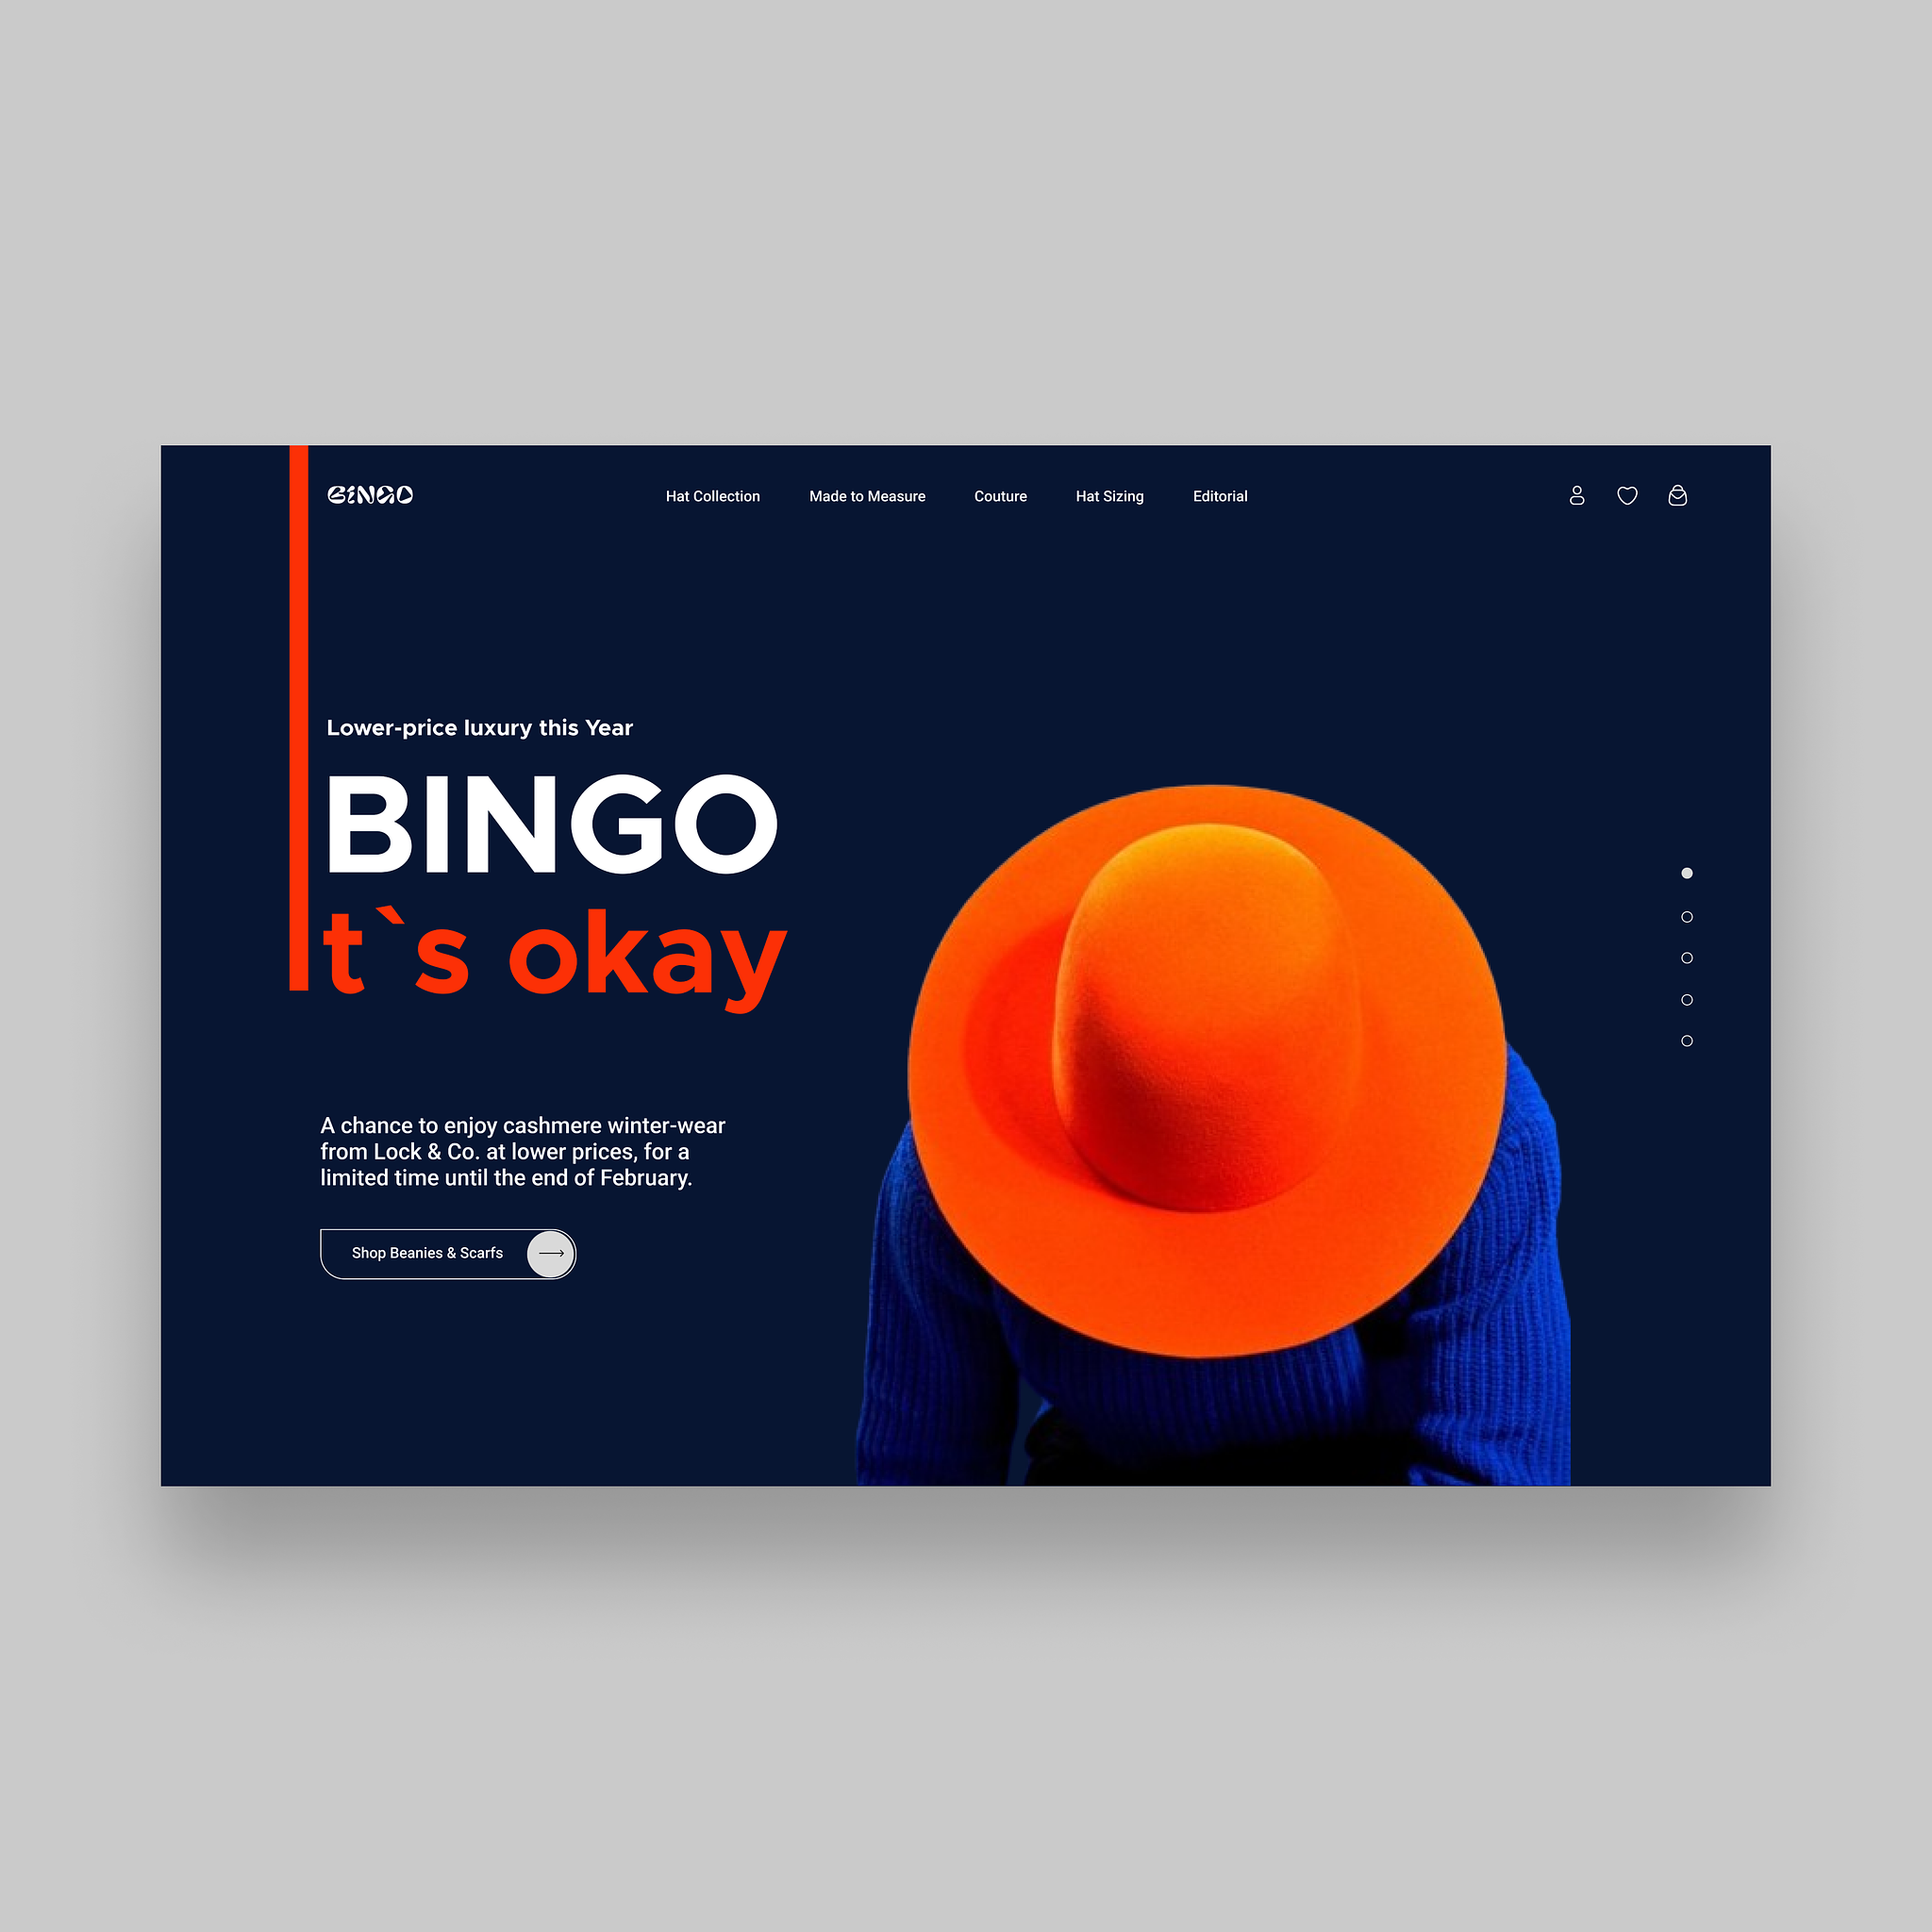 BINGO
Hat Collection Made to Measure Couture Hat Sizing Editorial
Lower-price luxury this Year
BINGO
It`s okay
A chance to enjoy cashmere winter-wear
from Lock & Co. at lower prices, for a
limited time until the end of February.
Shop Beanies & Scarfs